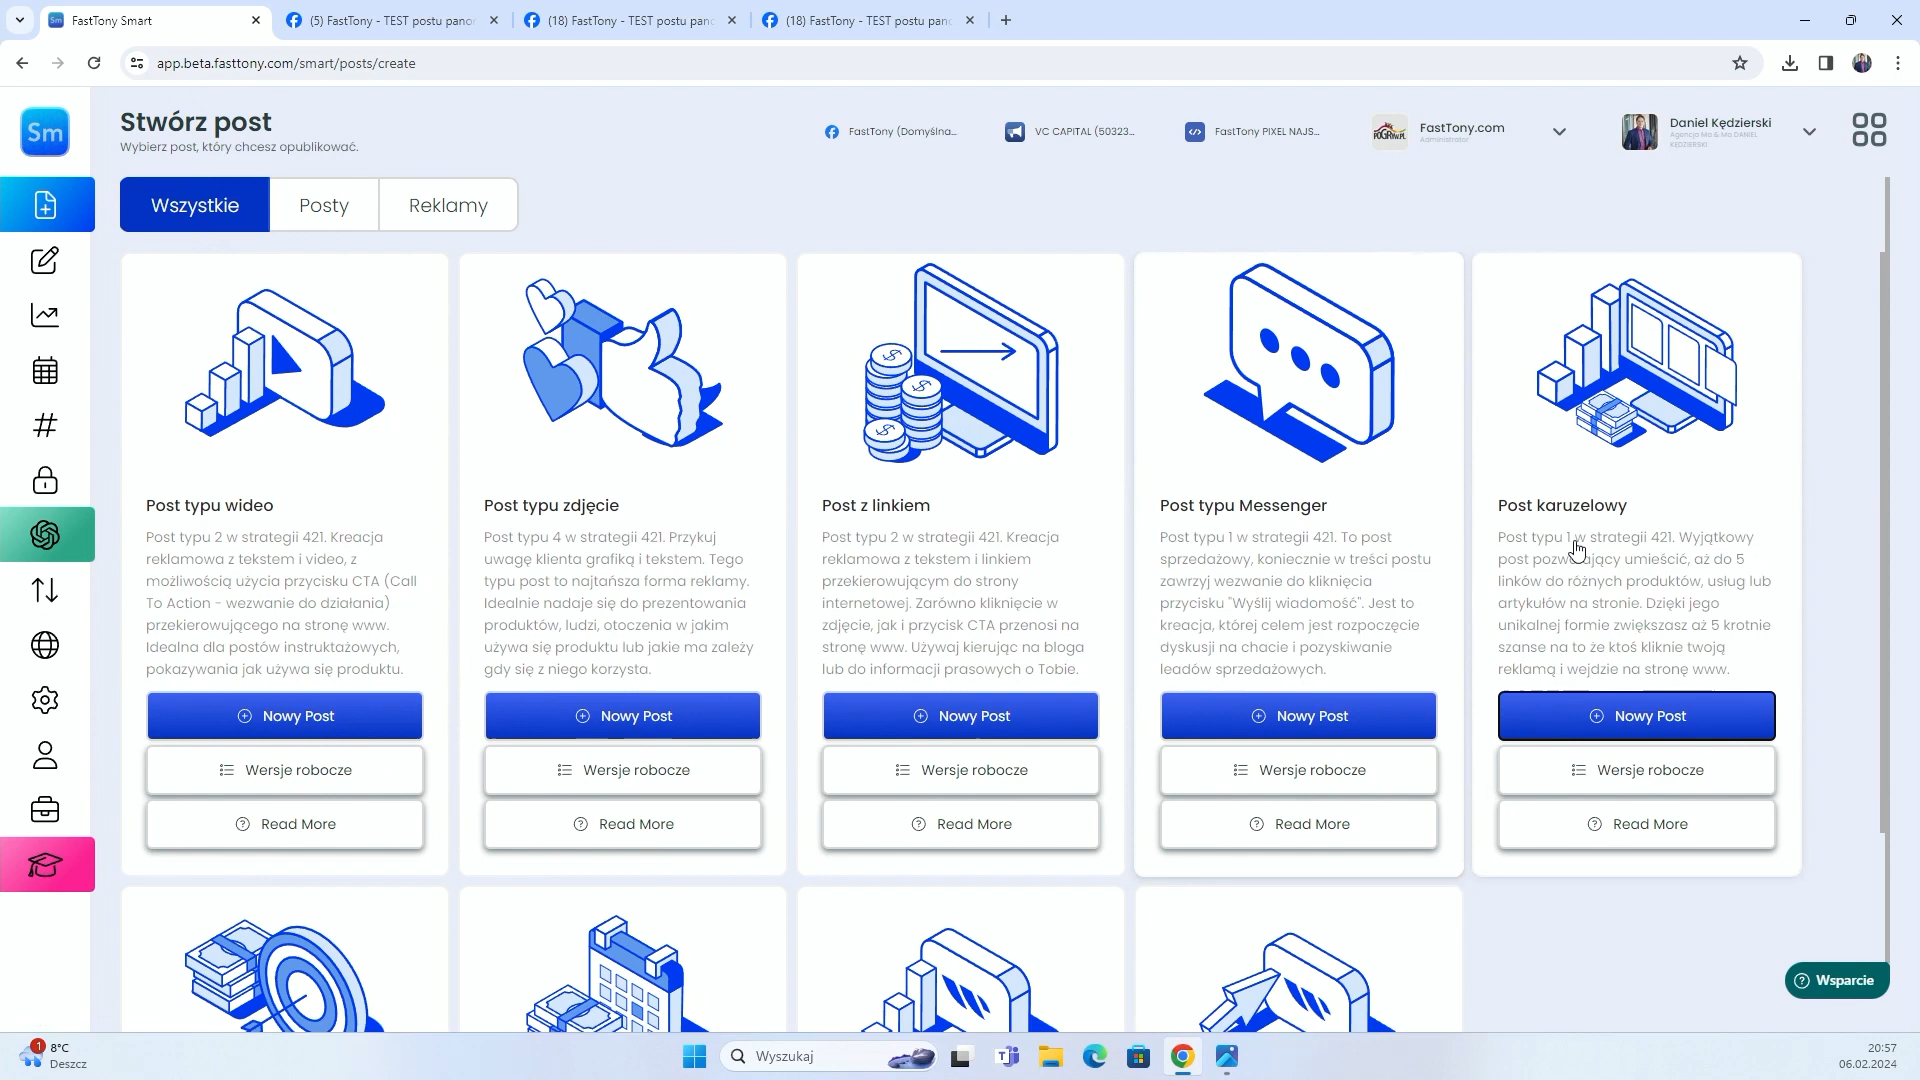 FastTony Smart
(5) FastTony - TEST postu panor
(18) FastTony - TEST postu pano
(18) FastTony - TEST postu pano
app.beta.fasttony.com/smart/posts/create
Sm
Stwórz post
Wybierz post, który chcesz opublikować.
FastTony (Domyślna...
VC CAPITAL (50323...
FastTony PIXEL NAJS...
FastTony.com
Administrator
Daniel Kędzierski
Agencja Ma & Ma DANIEL
KĘDZIERSKI
Wszystkie
Posty
Reklamy
Post typu wideo
Post typu 2 w strategii 421. Kreacja
reklamowa z tekstem i video, z
możliwością użycia przycisku CTA (Call
To Action - wezwanie do działania)
przekierowującego na stronę www.
Idealna dla postów instruktażowych,
pokazywania jak używa się produktu.
Nowy Post
Wersje robocze
Read More
Post typu zdjęcie
Post typu 4 w strategii 421. Przykuj
uwagę klienta grafiką i tekstem. Tego
typu post to najtańsza forma reklamy.
Idealnie nadaje się do prezentowania
produktów, ludzi, otoczenia w jakim
używa się produktu lub jakie ma zależy
gdy się z niego korzysta.
Nowy Post
Wersje robocze
Read More
Post z linkiem
Post typu 2 w strategii 421. Kreacja
reklamowa z tekstem i linkiem
przekierowującym do strony
internetowej. Zarówno kliknięcie w
zdjęcie, jak i przycisk CTA przenosi na
stronę www. Używaj kierując na bloga
lub do informacji prasowych o Tobie.
Nowy Post
Wersje robocze
Read More
Post typu Messenger
Post typu 1 w strategii 421. To post
sprzedażowy, koniecznie w treści postu
zawrzyj wezwanie do kliknięcia
przycisku "Wyślij wiadomość". Jest to
kreacja, której celem jest rozpoczęcie
dyskusji na chacie i pozyskiwanie
leadów sprzedażowych.
Nowy Post
Wersje robocze
Read More
Post karuzelowy
Post typu 1 w strategii 421. Wyjątkowy
post pozwalający umieścić, aż do 5
linków do różnych produktów, usług lub
artykułów na stronie. Dzięki jego
unikalnej formie zwiększasz aż 5 krotnie
szanse na to że ktoś kliknie twoją
reklamą i wejdzie na stronę www.
Nowy Post
Wersje robocze
Read More
Wsparcie
1
8°C
Deszcz
Wyszukaj
20:57
06.02.2024